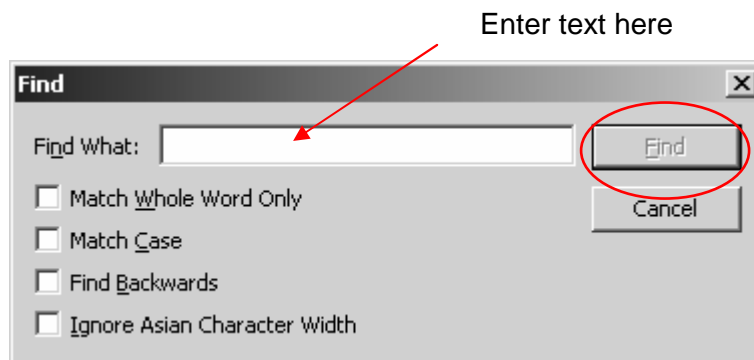 Enter text here
Find
Find What:
Find
Match Whole Word Only
Cancel
Match Case
Find Backwards
Ignore Asian Character Width